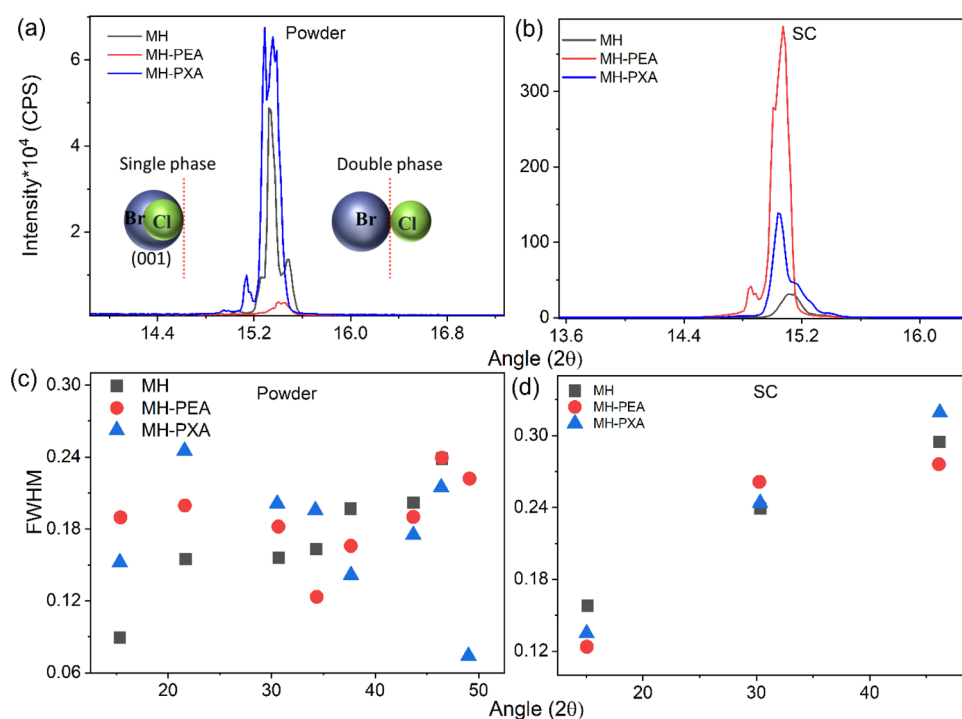 (a)
Powder
MH
MH-PEA
MH-PXA
Intensity*10⁴ (CPS)
6
4
2
Single phase
Br Cl
(001)
Double phase
Br Cl
14.4 15.2 16.0 16.8
(b)
SC
MH
MH-PEA
MH-PXA
300
200
100
0
13.6 14.4 15.2 16.0
Angle (2θ)
(c)
Powder
MH
MH-PEA
MH-PXA
FWHM
0.30
0.24
0.18
0.12
0.06
20 30 40 50
Angle (2θ)
(d)
SC
MH
MH-PEA
MH-PXA
0.30
0.24
0.18
0.12
20 30 40
Angle (2θ)